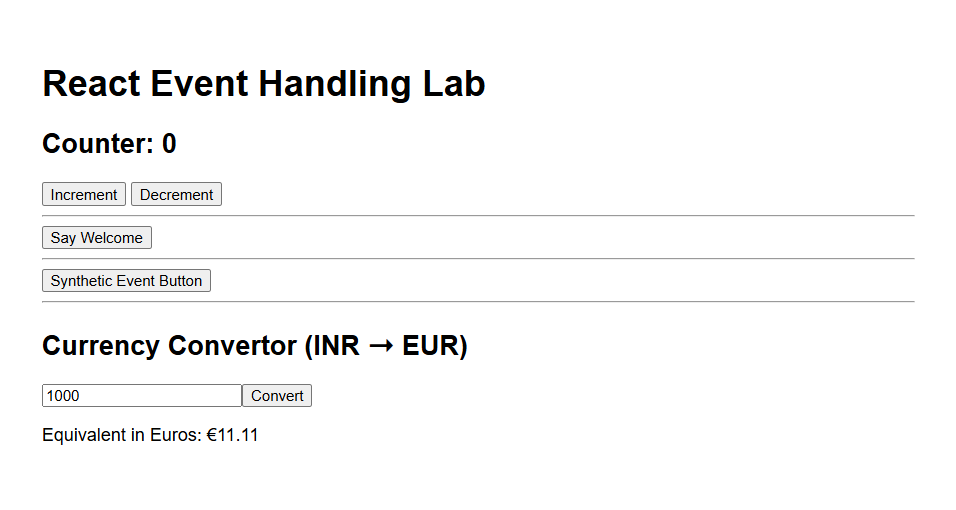 React Event Handling Lab
Counter: 0
Increment Decrement
Say Welcome
Synthetic Event Button
Currency Convertor (INR → EUR)
1000 Convert
Equivalent in Euros: €11.11